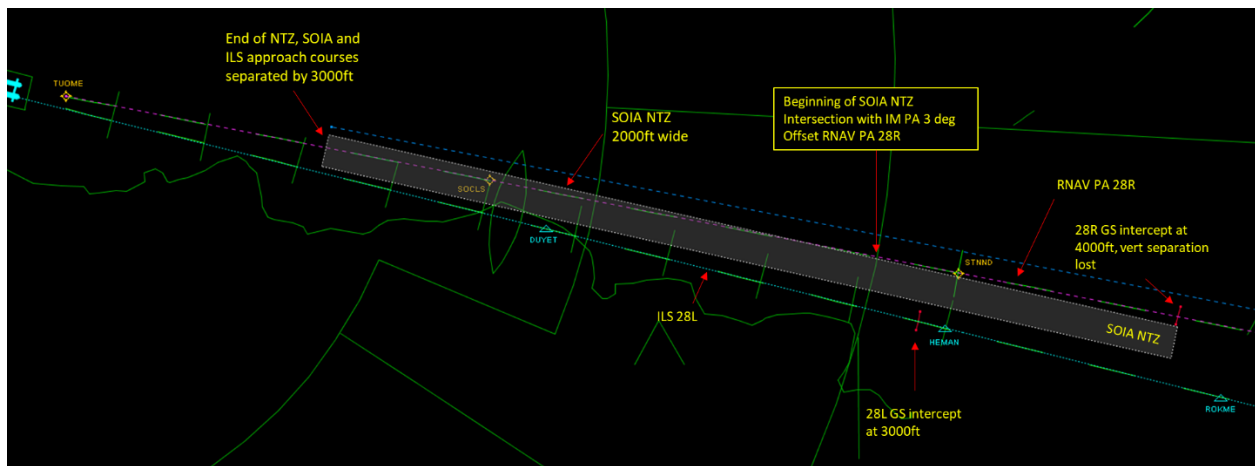 End of NTZ, SOIA and
ILS approach courses
separated by 3000ft
TUOME
SOIA NTZ
2000ft wide
Beginning of SOIA NTZ
Intersection with IM PA 3 deg
Offset RNAV PA 28R
RNAV PA 28R
28R GS intercept at
4000ft, vert separation
lost
SOCLS
DUYET
STNND
ILS 28L
HEMAN
SOIA NTZ
ROKME
28L GS intercept
at 3000ft